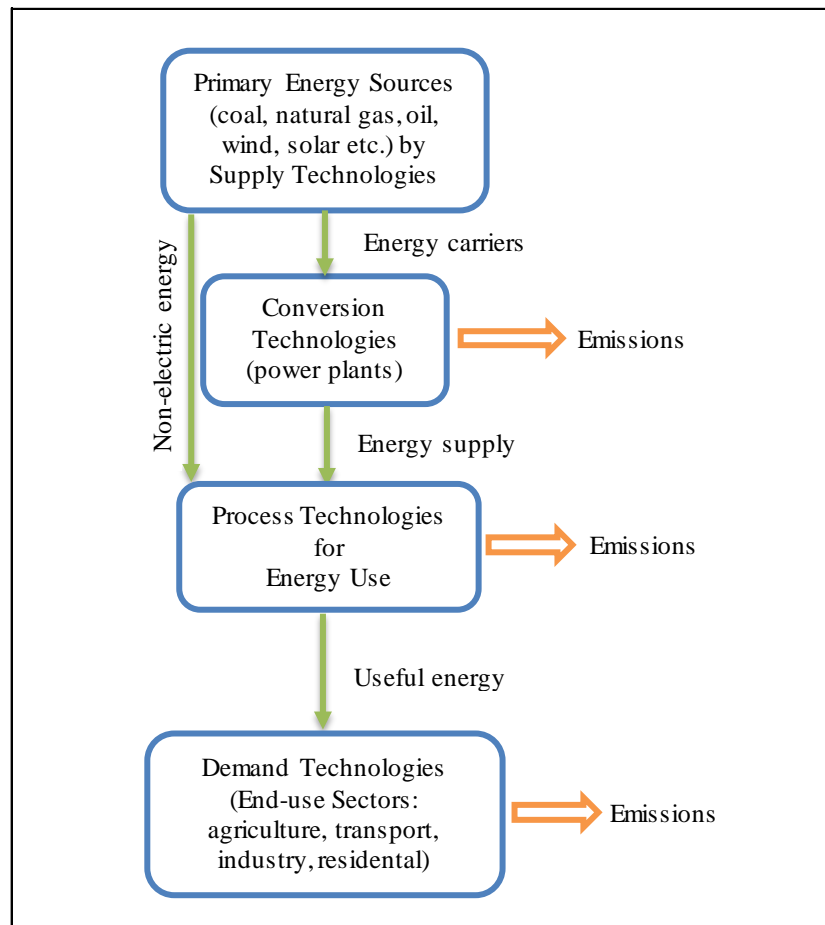 Primary Energy Sources
(coal, natural gas, oil,
wind, solar etc.) by
Supply Technologies
Non-electric energy
Energy carriers
Conversion
Technologies
(power plants)
Emissions
Energy supply
Process Technologies
for
Energy Use
Emissions
Useful energy
Demand Technologies
(End-use Sectors:
agriculture, transport,
industry, residental)
Emissions